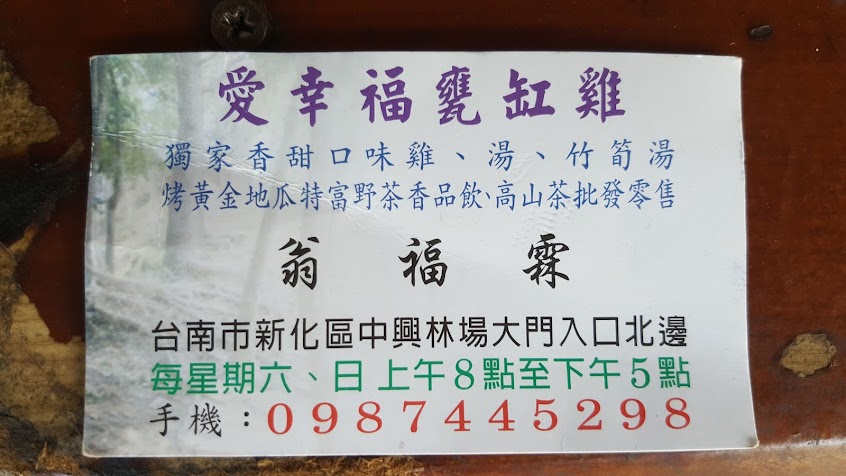 愛幸福甕缸雞
獨家香甜口味雞、湯、竹筍湯
烤黃金地瓜特富野茶香品飲、高山茶批發零售
翁福霖
台南市新化區中興林場大門入口北邊
每星期六、日上午8點至下午5點
手機：0987445298